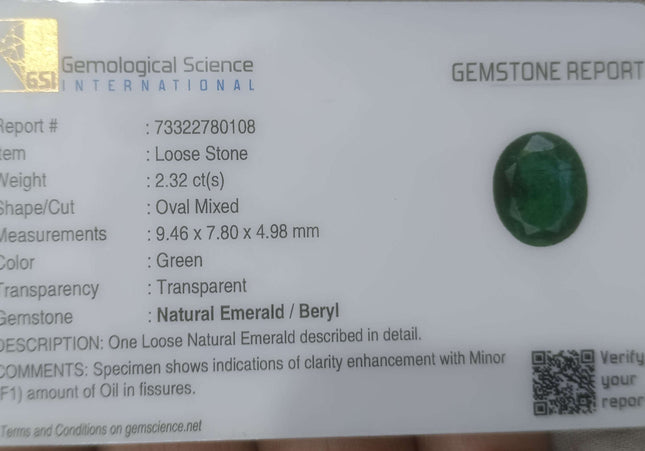 GSI
Gemological Science
INTERNATIONAL
GEMSTONE REPORT
Report # : 73322780108
Item : Loose Stone
Weight : 2.32 ct(s)
Shape/Cut : Oval Mixed
Measurements : 9.46 x 7.80 x 4.98 mm
Color : Green
Transparency : Transparent
Gemstone : Natural Emerald / Beryl
DESCRIPTION: One Loose Natural Emerald described in detail.
COMMENTS: Specimen shows indications of clarity enhancement with Minor
(F1) amount of Oil in fissures.
Verify
your
repor
Terms and Conditions on gemscience.net